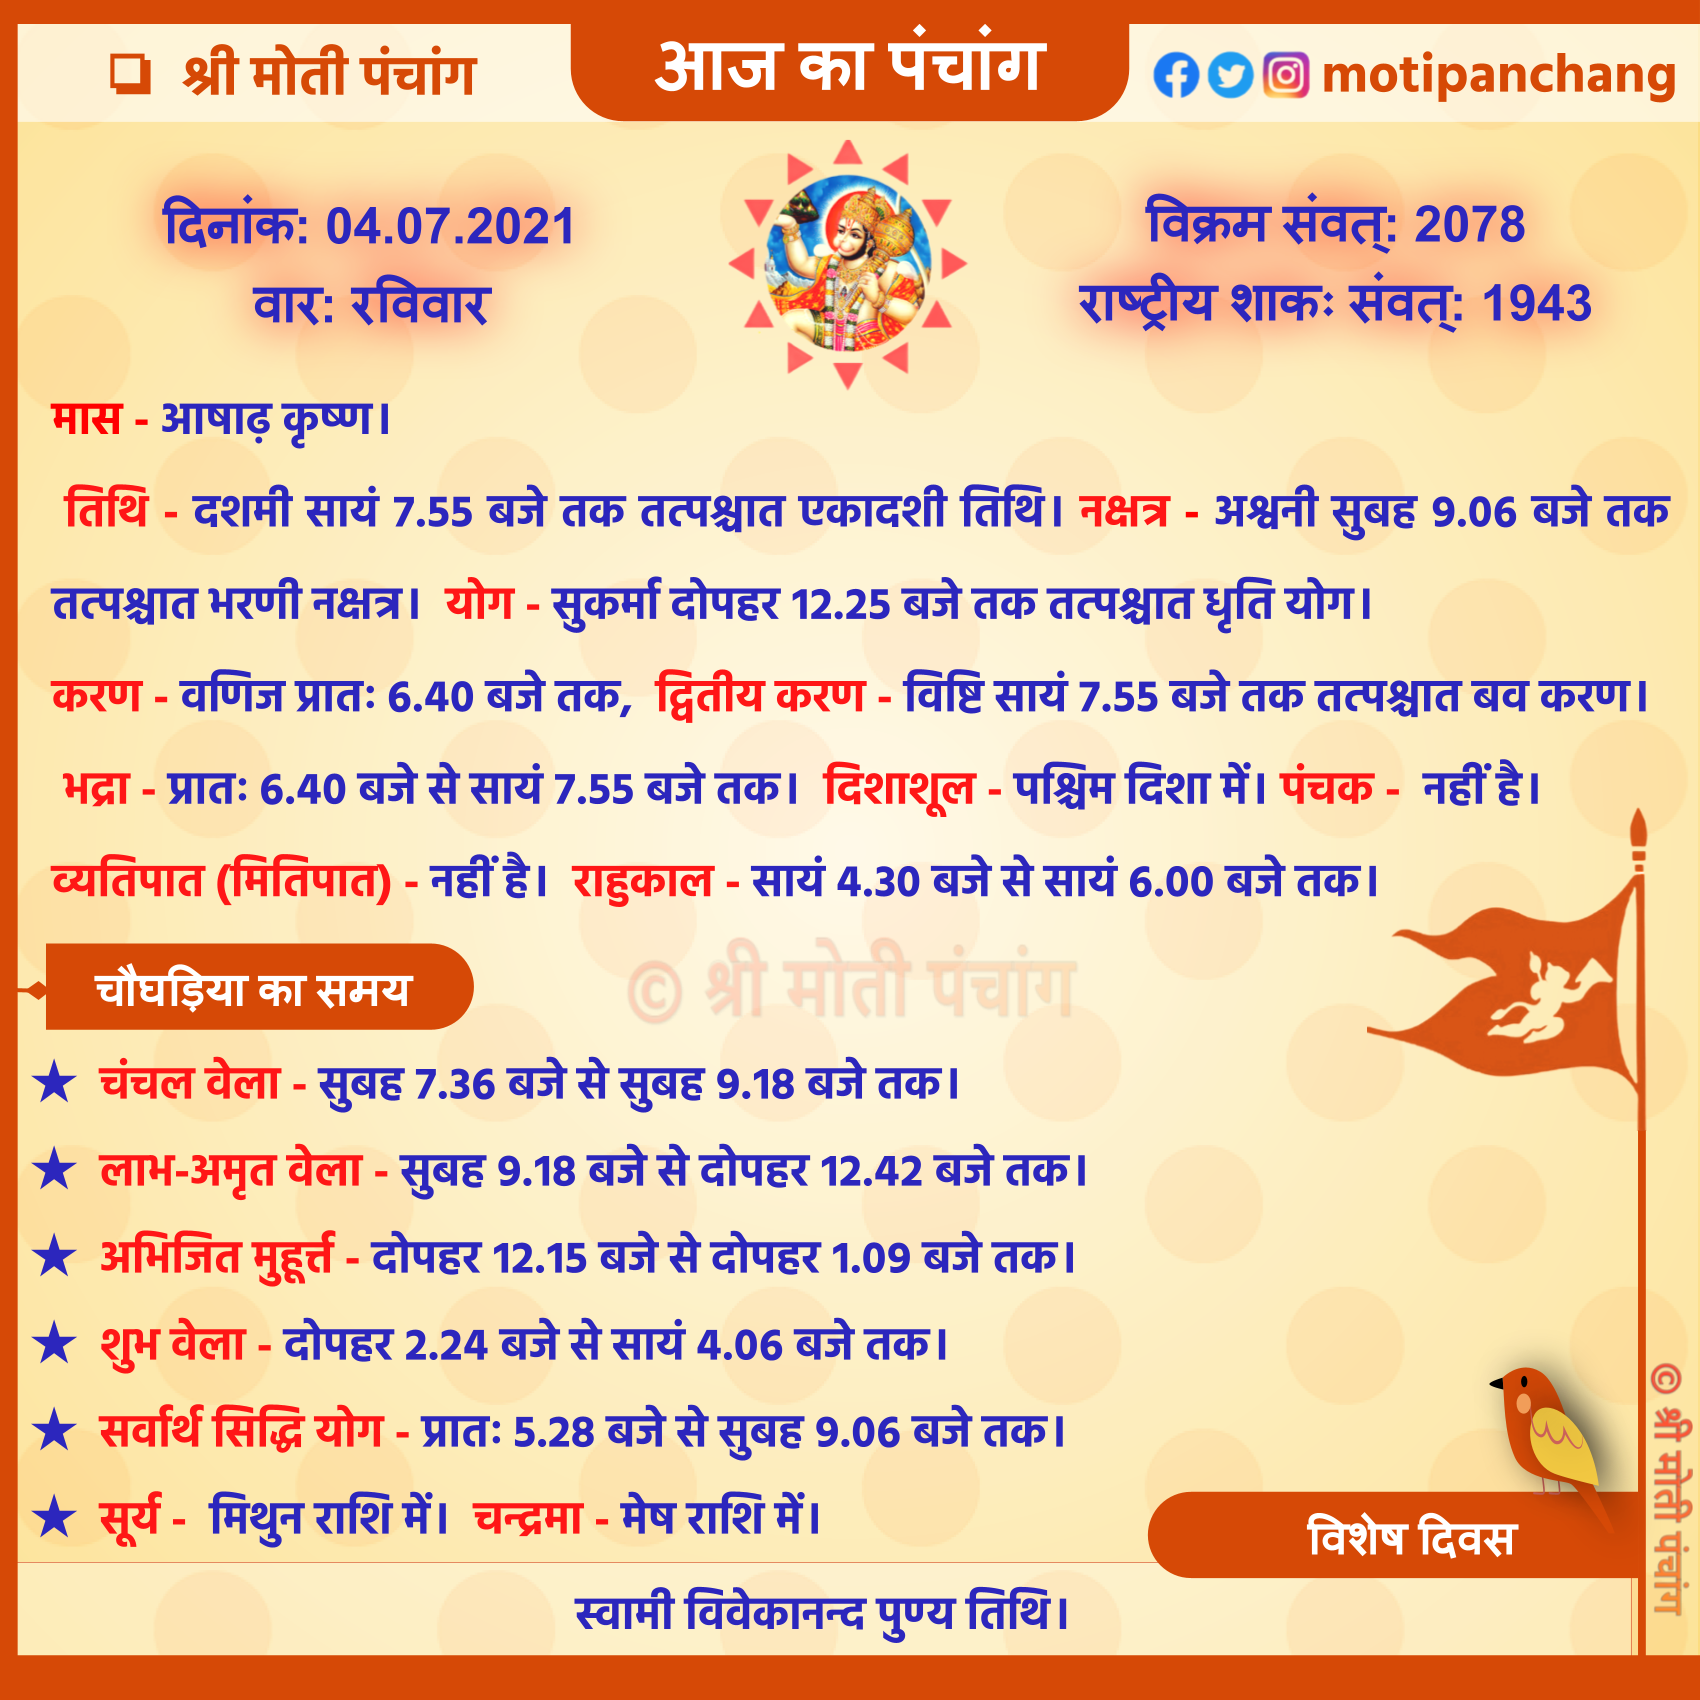 ❑ श्री मोती पंचांग
आज का पंचांग
motipanchang
दिनांक: 04.07.2021
वार: रविवार
विक्रम संवत्: 2078
राष्ट्रीय शाकः संवत्: 1943
मास - आषाढ़ कृष्ण।
तिथि - दशमी सायं 7.55 बजे तक तत्पश्चात एकादशी तिथि। नक्षत्र - अश्वनी सुबह 9.06 बजे तक
तत्पश्चात भरणी नक्षत्र। योग - सुकर्मा दोपहर 12.25 बजे तक तत्पश्चात धृति योग।
करण - वणिज प्रातः 6.40 बजे तक, द्वितीय करण - विष्टि सायं 7.55 बजे तक तत्पश्चात बव करण।
भद्रा - प्रातः 6.40 बजे से सायं 7.55 बजे तक। दिशाशूल - पश्चिम दिशा में। पंचक - नहीं है।
व्यतिपात (मितिपात) - नहीं है। राहुकाल - सायं 4.30 बजे से सायं 6.00 बजे तक।
© श्री मोती पंचांग
चौघड़िया का समय
★ चंचल वेला - सुबह 7.36 बजे से सुबह 9.18 बजे तक।
★ लाभ-अमृत वेला - सुबह 9.18 बजे से दोपहर 12.42 बजे तक।
★ अभिजित मुहूर्त्त - दोपहर 12.15 बजे से दोपहर 1.09 बजे तक।
★ शुभ वेला - दोपहर 2.24 बजे से सायं 4.06 बजे तक।
★ सर्वार्थ सिद्धि योग - प्रातः 5.28 बजे से सुबह 9.06 बजे तक।
★ सूर्य - मिथुन राशि में। चन्द्रमा - मेष राशि में।
विशेष दिवस
स्वामी विवेकानन्द पुण्य तिथि।
© श्री मोती पंचांग